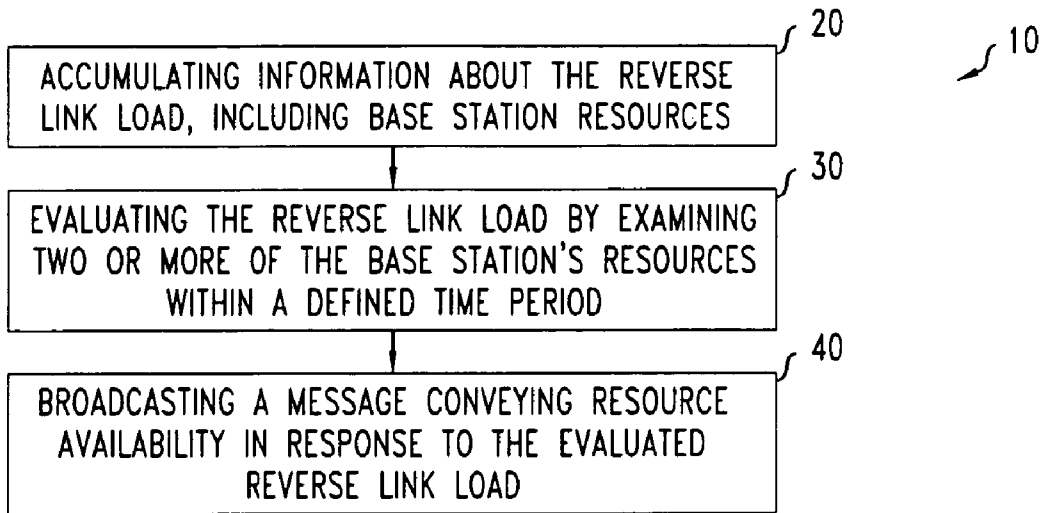 20
10
ACCUMULATING INFORMATION ABOUT THE REVERSE
LINK LOAD, INCLUDING BASE STATION RESOURCES
30
EVALUATING THE REVERSE LINK LOAD BY EXAMINING
TWO OR MORE OF THE BASE STATION'S RESOURCES
WITHIN A DEFINED TIME PERIOD
40
BROADCASTING A MESSAGE CONVEYING RESOURCE
AVAILABILITY IN RESPONSE TO THE EVALUATED
REVERSE LINK LOAD